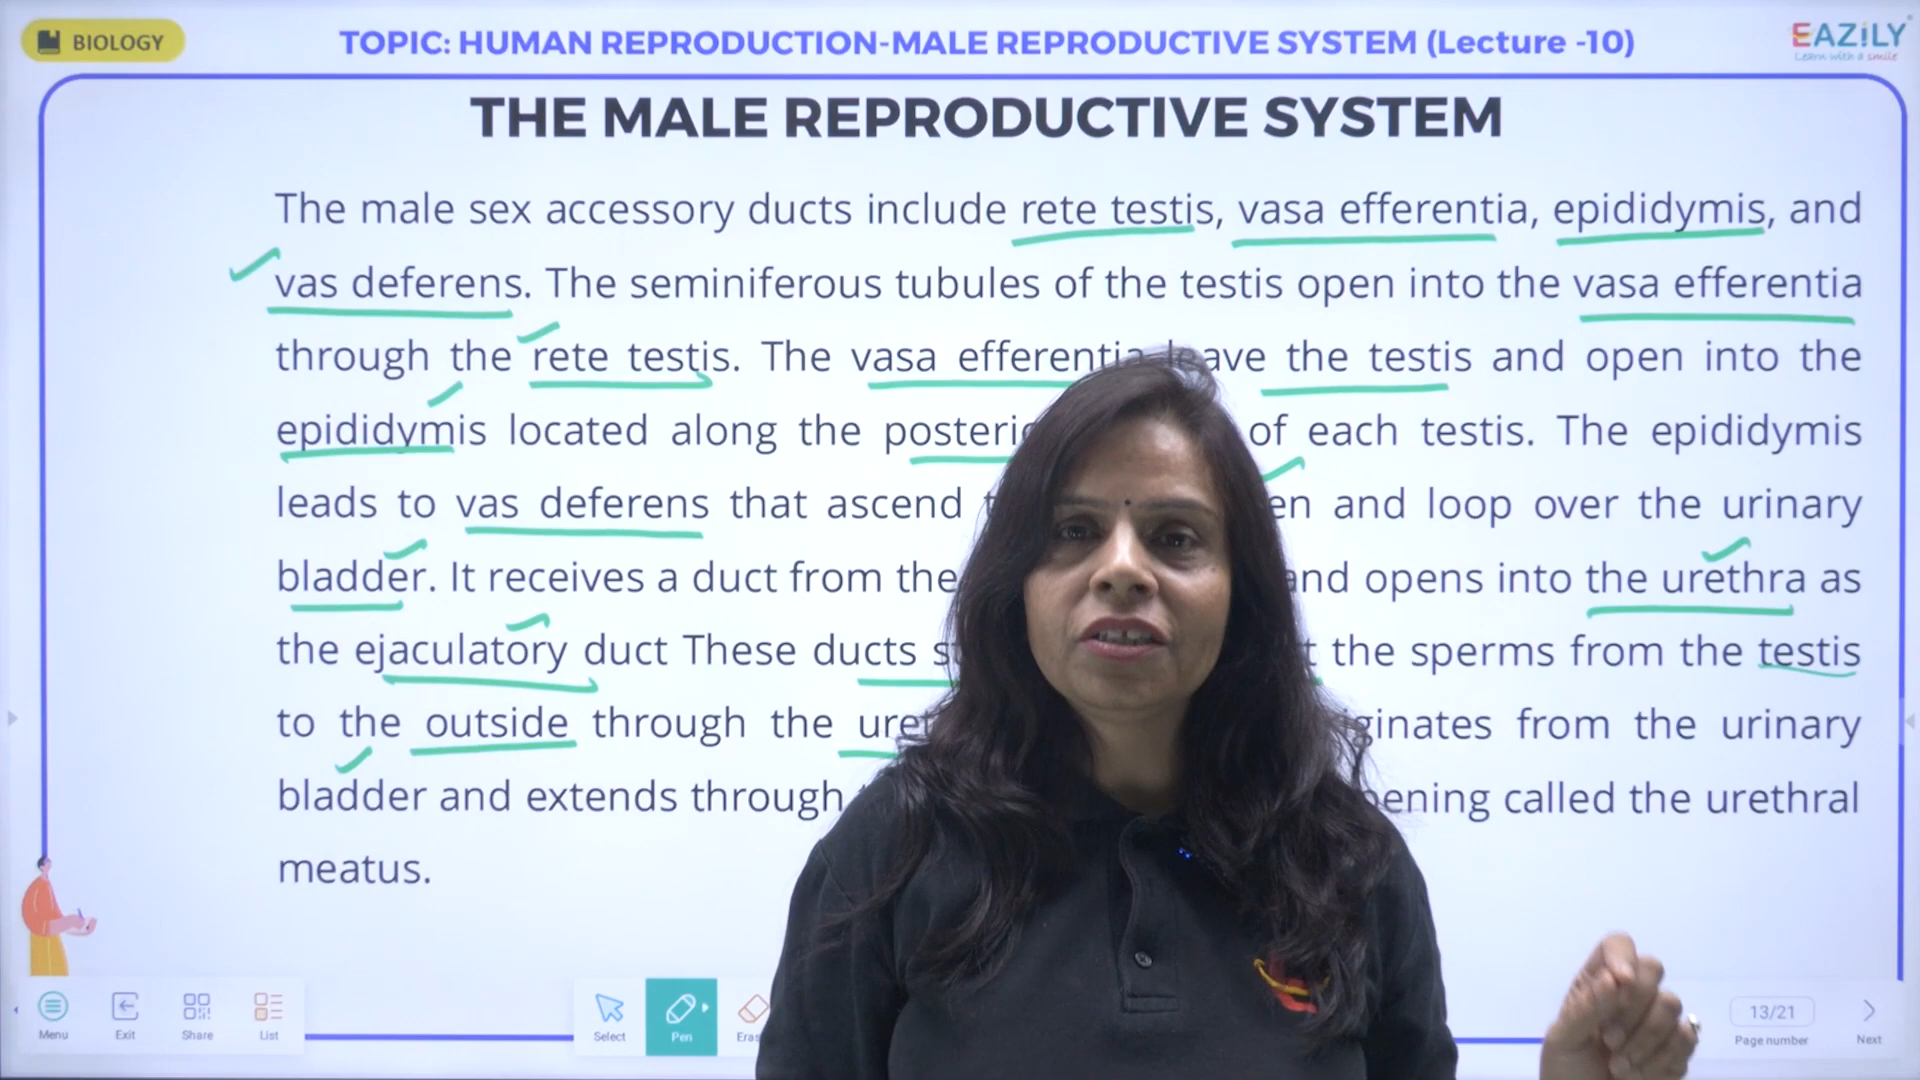 BIOLOGY
TOPIC: HUMAN REPRODUCTION-MALE REPRODUCTIVE SYSTEM (Lecture -10)
EAZiLY
Learn with a smile
THE MALE REPRODUCTIVE SYSTEM
The male sex accessory ducts include rete testis, vasa efferentia, epididymis, and
vas deferens. The seminiferous tubules of the testis open into the vasa efferentia
through the rete testis. The vasa efferentia leave the testis and open into the
epididymis located along the of each testis. The epididymis
leads to vas deferens that ascend and loop over the urinary
bladder. It receives a duct from the and opens into the urethra as
the ejaculatory duct These ducts the sperms from the testis
to the outside through the from the urinary
bladder and extends through called the urethral
meatus.
Menu
Exit
Share
List
Select
Pen
13/21
Page number
Next